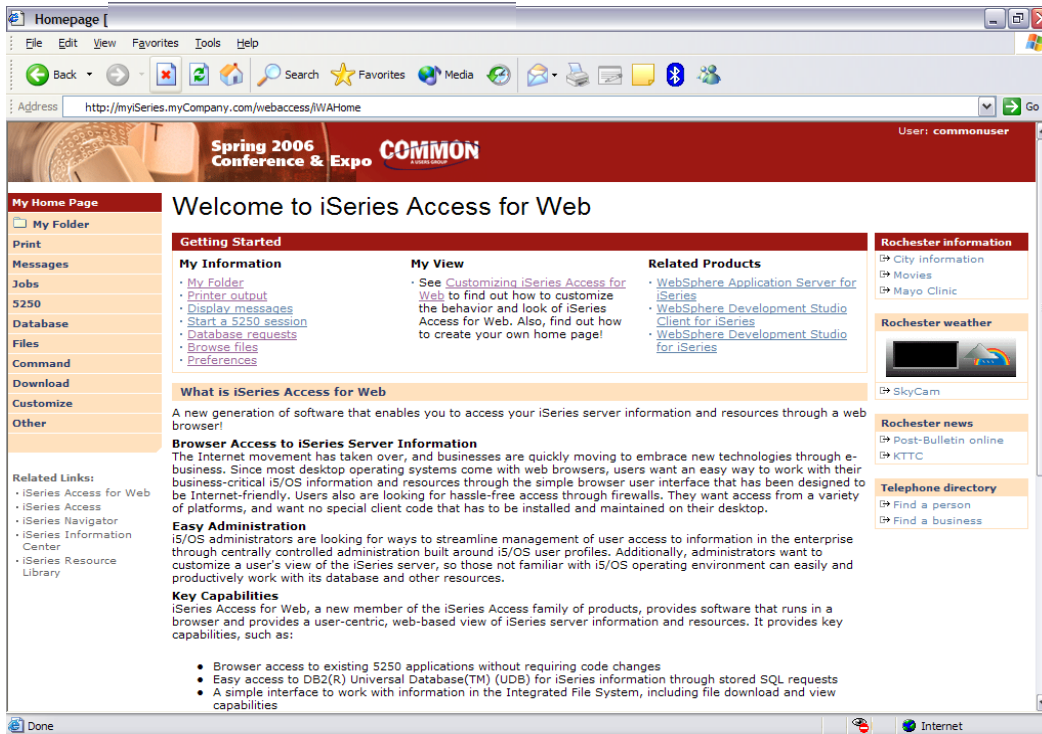 Homepage [
File Edit View Favorites Tools Help
Back Search Favorites Media
Address http://myiSeries.myCompany.com/webaccess/iWAHome Go
Spring 2006
Conference & Expo
COMMON
A USERS GROUP
User: commonuser
My Home Page
My Folder
Print
Messages
Jobs
5250
Database
Files
Command
Download
Customize
Other
Related Links:
· iSeries Access for Web
· iSeries Access
· iSeries Navigator
· iSeries Information
Center
· iSeries Resource
Library
Welcome to iSeries Access for Web
Getting Started
My Information
· My Folder
· Printer output
· Display messages
· Start a 5250 session
· Database requests
· Browse files
· Preferences
My View
· See Customizing iSeries Access for
Web to find out how to customize
the behavior and look of iSeries
Access for Web. Also, find out how
to create your own home page!
Related Products
· WebSphere Application Server for
iSeries
· WebSphere Development Studio
Client for iSeries
· WebSphere Development Studio
for iSeries
What is iSeries Access for Web
A new generation of software that enables you to access your iSeries server information and resources through a web
browser!
Browser Access to iSeries Server Information
The Internet movement has taken over, and businesses are quickly moving to embrace new technologies through e-
business. Since most desktop operating systems come with web browsers, users want an easy way to work with their
business-critical i5/OS information and resources through the simple browser user interface that has been designed to
be Internet-friendly. Users also are looking for hassle-free access through firewalls. They want access from a variety
of platforms, and want no special client code that has to be installed and maintained on their desktop.
Easy Administration
i5/OS administrators are looking for ways to streamline management of user access to information in the enterprise
through centrally controlled administration built around i5/OS user profiles. Additionally, administrators want to
customize a user's view of the iSeries server, so those not familiar with i5/OS operating environment can easily and
productively work with its database and other resources.
Key Capabilities
iSeries Access for Web, a new member of the iSeries Access family of products, provides software that runs in a
browser and provides a user-centric, web-based view of iSeries server information and resources. It provides key
capabilities, such as:
• Browser access to existing 5250 applications without requiring code changes
• Easy access to DB2(R) Universal Database(TM) (UDB) for iSeries information through stored SQL requests
• A simple interface to work with information in the Integrated File System, including file download and view
capabilities
Rochester information
City information
Movies
Mayo Clinic
Rochester weather
SkyCam
Rochester news
Post-Bulletin online
KTTC
Telephone directory
Find a person
Find a business
Done Internet